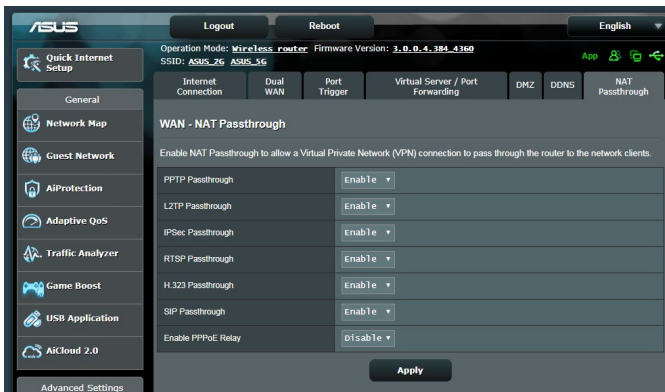 ASUS
Logout
Reboot
English
Quick Internet
Setup
Operation Mode: Wireless router Firmware Version: 3.0.0.4.384_4360
SSID: ASUS_2G ASUS_5G
App
Internet
Connection
Dual
WAN
Port
Trigger
Virtual Server / Port
Forwarding
DMZ
DDNS
NAT
Passthrough
General
Network Map
Guest Network
AiProtection
Adaptive QoS
Traffic Analyzer
Game Boost
USB Application
AiCloud 2.0
Advanced Settings
WAN - NAT Passthrough
Enable NAT Passthrough to allow a Virtual Private Network (VPN) connection to pass through the router to the network clients.
PPTP Passthrough Enable
L2TP Passthrough Enable
IPSec Passthrough Enable
RTSP Passthrough Enable
H.323 Passthrough Enable
SIP Passthrough Enable
Enable PPPoE Relay Disable
Apply